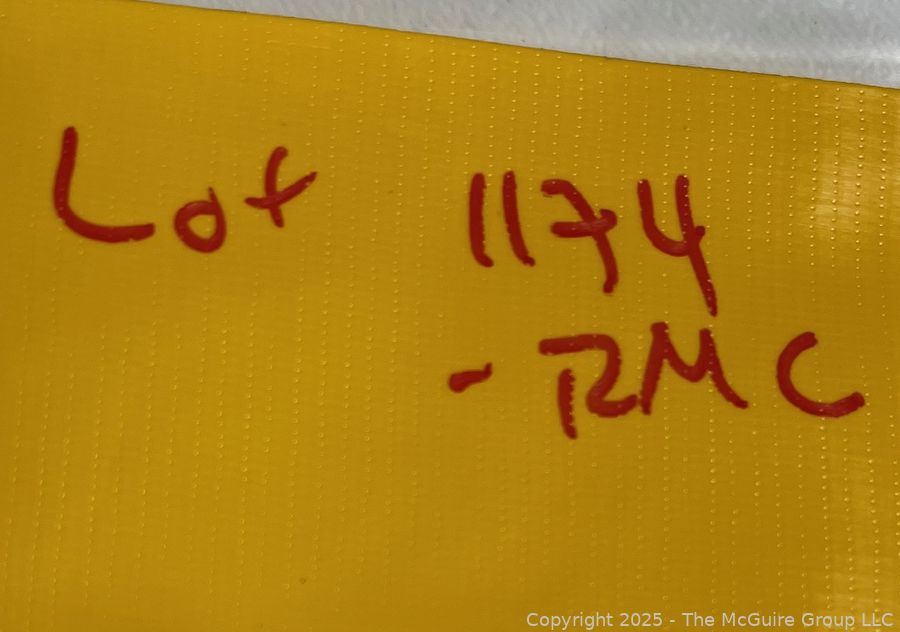 Lot 1174
- RMC
Copyright 2025 - The McGuire Group LLC